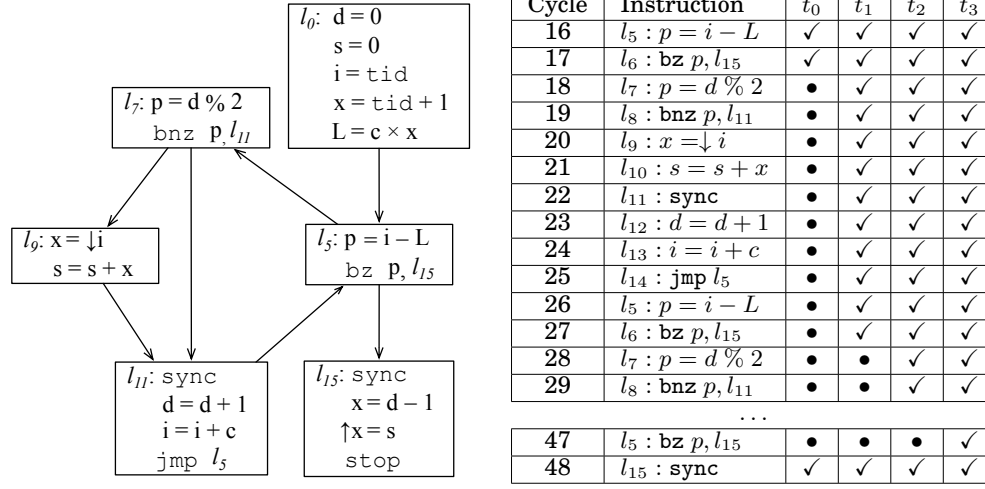 l0: d = 0
s = 0
i = tid
x = tid + 1
L = c × x
l7: p = d % 2
bnz p, l11
l9: x = ↓i
s = s + x
l5: p = i – L
bz p, l15
l11: sync
d = d + 1
i = i + c
jmp l5
l15: sync
x = d – 1
↑x = s
stop
Cycle Instruction t0 t1 t2 t3
16 l5 : p = i − L ✓ ✓ ✓ ✓
17 l6 : bz p, l15 ✓ ✓ ✓ ✓
18 l7 : p = d % 2 • ✓ ✓ ✓
19 l8 : bnz p, l11 • ✓ ✓ ✓
20 l9 : x =↓ i • ✓ ✓ ✓
21 l10 : s = s + x • ✓ ✓ ✓
22 l11 : sync • ✓ ✓ ✓
23 l12 : d = d + 1 • ✓ ✓ ✓
24 l13 : i = i + c • ✓ ✓ ✓
25 l14 : jmp l5 • ✓ ✓ ✓
26 l5 : p = i − L • ✓ ✓ ✓
27 l6 : bz p, l15 • ✓ ✓ ✓
28 l7 : p = d % 2 • • ✓ ✓
29 l8 : bnz p, l11 • • ✓ ✓
...
47 l5 : bz p, l15 • • • ✓
48 l15 : sync ✓ ✓ ✓ ✓